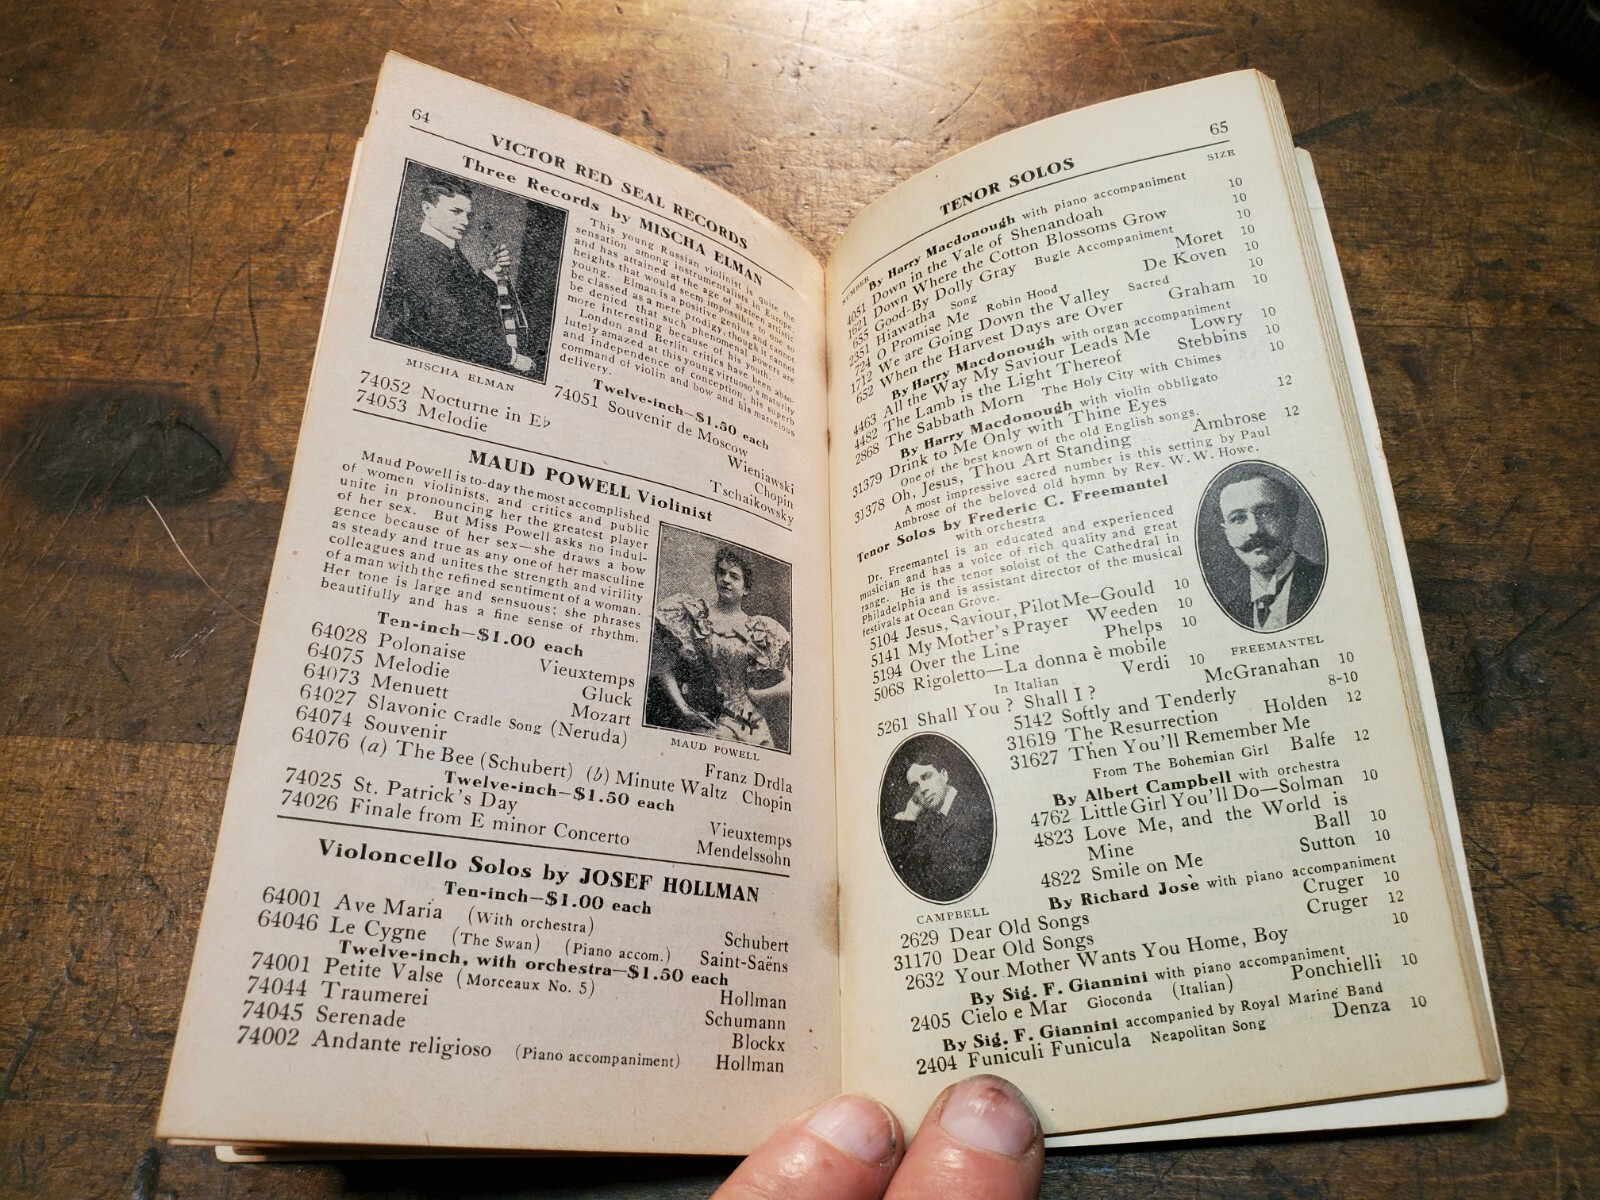 64
VICTOR RED SEAL RECORDS
Three Records by MISCHA ELMAN
This young Russian violinist is quite the
sensation among instrumentalists in Europe,
and has attained at the age of sixteen artistic
heights that would seem impossible to one so
young. Elman is a positive genius and cannot
be classed as a mere prodigy, though it cannot
be denied that such phenomenal powers are
more interesting because of his youth.
London and Berlin critics have been abso-
lutely amazed at this young virtuoso's maturity
and independence of conception, his superb
command of violin and bow and his marvelous
delivery.
MISCHA ELMAN
Twelve-inch—$1.50 each
74051 Souvenir de Moscow Wieniawski
74052 Nocturne in E♭ Chopin
74053 Melodie Tschaikowsky
MAUD POWELL Violinist
Maud Powell is to-day the most accomplished
of women violinists, and critics and public
unite in pronouncing her the greatest player
of her sex. But Miss Powell asks no indul-
gence because of her sex—she draws a bow
as steady and true as any one of her masculine
colleagues and unites the strength and virility
of a man with the refined sentiment of a woman.
Her tone is large and sensuous; she phrases
beautifully and has a fine sense of rhythm.
MAUD POWELL
Ten-inch—$1.00 each
64028 Polonaise Vieuxtemps
64075 Melodie Gluck
64073 Menuett Mozart
64027 Slavonic Cradle Song (Neruda)
64074 Souvenir Franz Drdla
64076 (a) The Bee (Schubert) (b) Minute Waltz Chopin
Twelve-inch—$1.50 each
74025 St. Patrick's Day Vieuxtemps
74026 Finale from E minor Concerto Mendelssohn
Violoncello Solos by JOSEF HOLLMAN
Ten-inch—$1.00 each
64001 Ave Maria (With orchestra) Schubert
64046 Le Cygne (The Swan) (Piano accom.) Saint-Saëns
Twelve-inch, with orchestra—$1.50 each
74001 Petite Valse (Morceaux No. 5) Hollman
74044 Traumerei Schumann
74045 Serenade Blockx
74002 Andante religioso (Piano accompaniment) Hollman
65
TENOR SOLOS
NUMBER SIZE
By Harry Macdonough with piano accompaniment
4051 Down in the Vale of Shenandoah 10
1621 Down Where the Cotton Blossoms Grow 10
655 Good-By Dolly Gray Bugle Accompaniment 10
2351 Hiawatha Song Moret 10
724 O Promise Me Robin Hood De Koven 10
1712 We are Going Down the Valley Sacred 10
652 When the Harvest Days are Over Graham 10
By Harry Macdonough with organ accompaniment
4463 All the Way My Saviour Leads Me Lowry 10
4482 The Lamb is the Light Thereof Stebbins 10
2868 The Sabbath Morn The Holy City with Chimes 10
By Harry Macdonough with violin obbligato
31379 Drink to Me Only with Thine Eyes 12
One of the best known of the old English songs.
31378 Oh, Jesus, Thou Art Standing Ambrose 12
A most impressive sacred number is this setting by Paul
Ambrose of the beloved old hymn by Rev. W. W. Howe.
Tenor Solos by Frederic C. Freemantel
with orchestra
Dr. Freemantel is an educated and experienced
musician and has a voice of rich quality and great
range. He is the tenor soloist of the Cathedral in
Philadelphia and is assistant director of the musical
festivals at Ocean Grove.
FREEMANTEL
5104 Jesus, Saviour, Pilot Me—Gould 10
5141 My Mother's Prayer Weeden 10
5194 Over the Line Phelps 10
5068 Rigoletto—La donna è mobile
In Italian Verdi 10
5261 Shall You? Shall I? McGranahan 10
5142 Softly and Tenderly 8-10
31619 The Resurrection Holden 12
31627 Then You'll Remember Me
From The Bohemian Girl Balfe 12
CAMPBELL
By Albert Campbell with orchestra
4762 Little Girl You'll Do—Solman 10
4823 Love Me, and the World is
Mine Ball 10
4822 Smile on Me Sutton 10
By Richard Josè with piano accompaniment
2629 Dear Old Songs Cruger 10
31170 Dear Old Songs Cruger 12
2632 Your Mother Wants You Home, Boy 10
By Sig. F. Giannini with piano accompaniment
2405 Cielo e Mar Gioconda (Italian) Ponchielli 10
By Sig. F. Giannini accompanied by Royal Marine Band
2404 Funiculi Funicula Neapolitan Song Denza 10